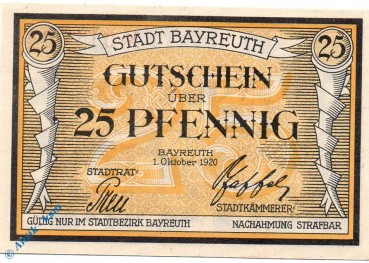 25 STADT BAYREUTH 25
GUTSCHEIN
ÜBER
25 PFENNIG
BAYREUTH
1. Oktober 1920
STADTRAT:
STADTKÄMMERER:
GÜLTIG NUR IM STADTBEZIRK BAYREUTH NACHAHMUNG STRAFBAR